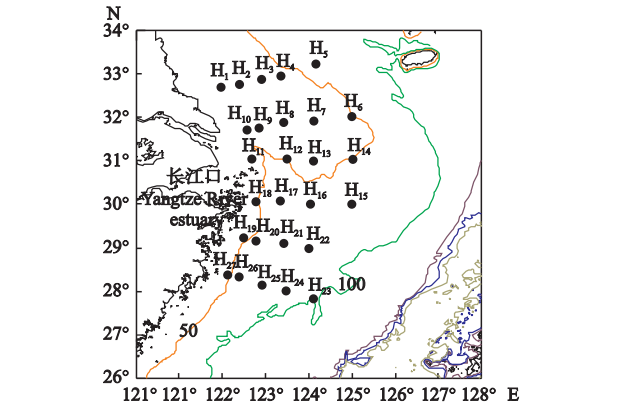 N
34°
33°
32°
31°
30°
29°
28°
27°
26°
H5
H3 H4
H1 H2
H6
H10 H9 H8 H7
H11 H12 H13 H14
长江口
Yangtze River
estuary
H18 H17 H16 H15
H19 H20 H21 H22
H27 H26 H25 H24 H23
100
50
121° 121° 122° 123° 124° 125° 126° 127° 128° E